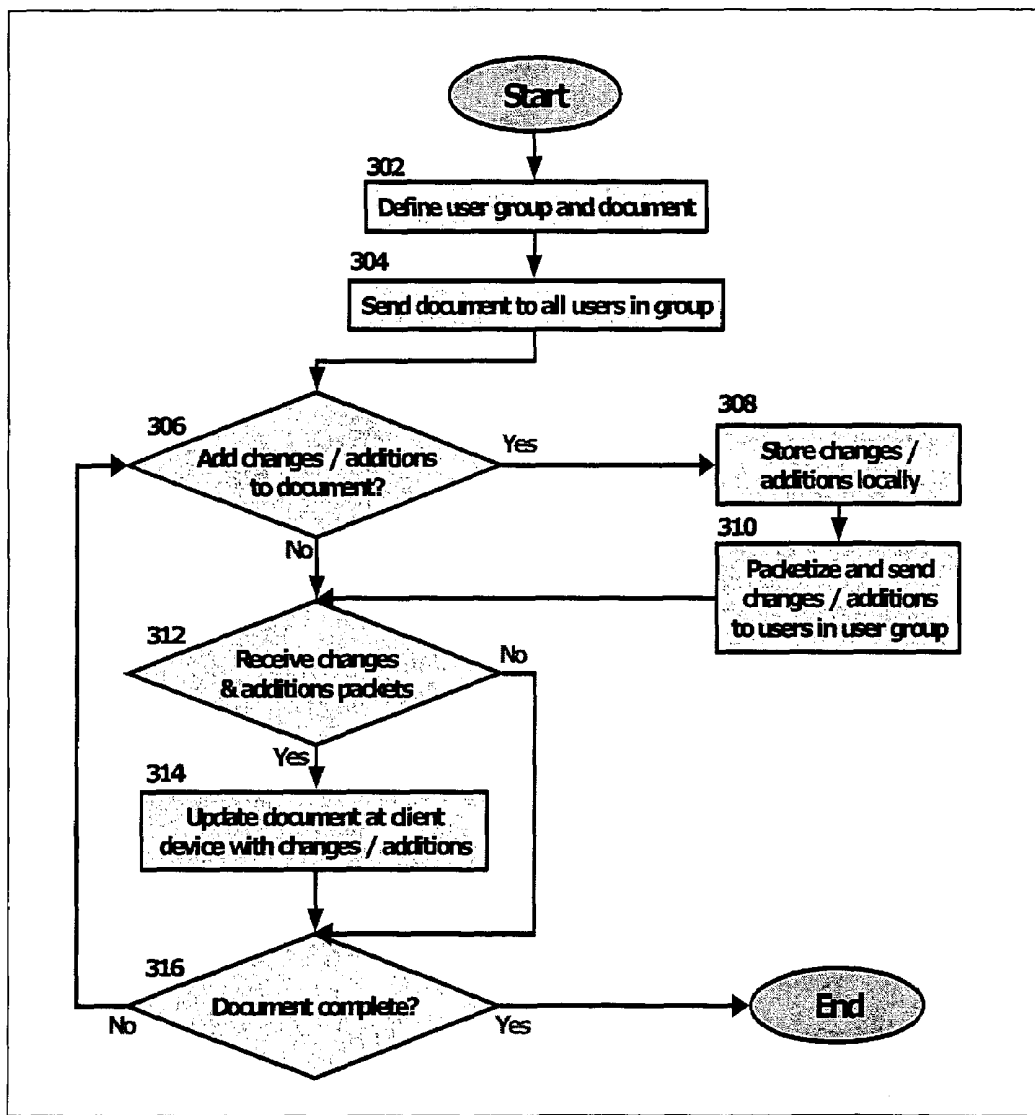 Start
302
Define user group and document
304
Send document to all users in group
306
Add changes / additions
to document?
Yes
No
308
Store changes /
additions locally
310
Packetize and send
changes / additions
to users in user group
312
Receive changes
& additions packets
No
Yes
314
Update document at client
device with changes / additions
316
Document complete?
No
Yes
End